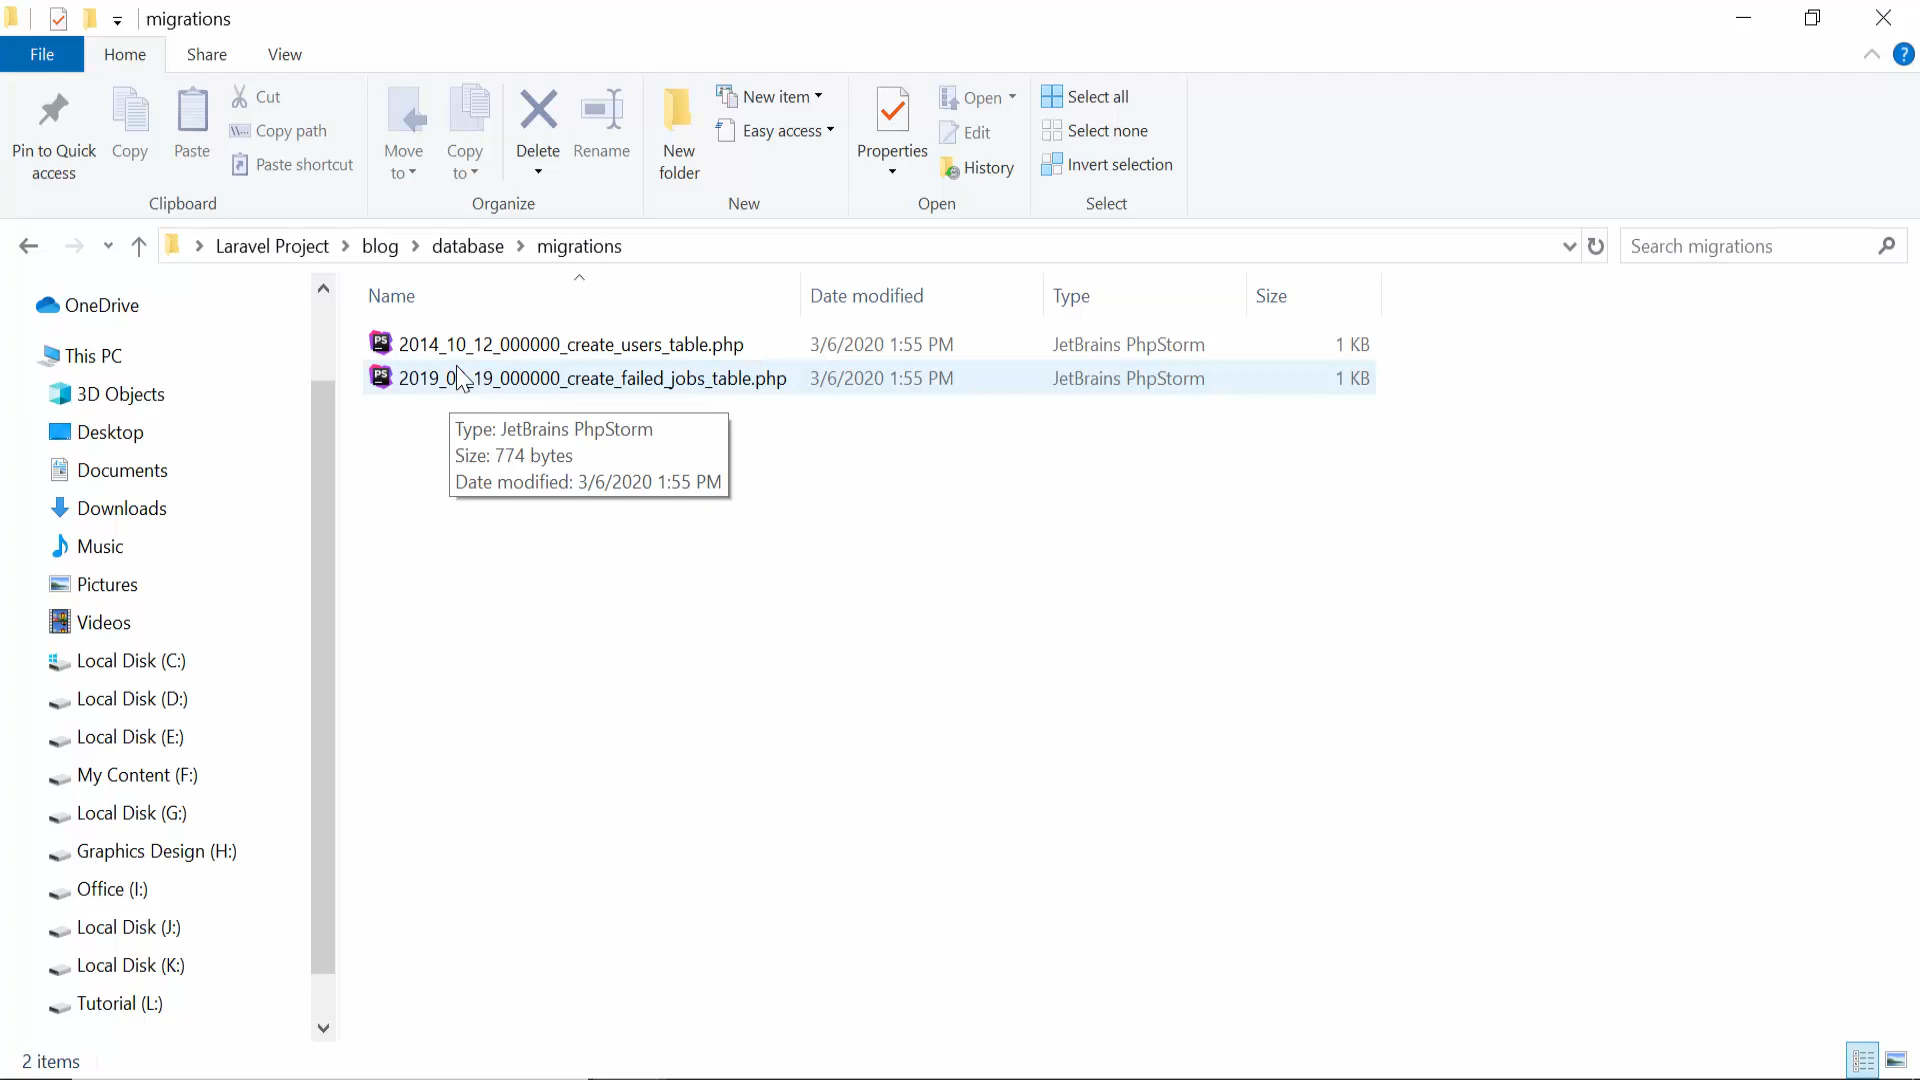 migrations
File Home Share View
Pin to Quick access
Copy
Paste
Cut
Copy path
Paste shortcut
Clipboard
Move to
Copy to
Delete
Rename
Organize
New folder
New item
Easy access
New
Properties
Open
Edit
History
Open
Select all
Select none
Invert selection
Select
Laravel Project > blog > database > migrations
Search migrations
OneDrive
This PC
3D Objects
Desktop
Documents
Downloads
Music
Pictures
Videos
Local Disk (C:)
Local Disk (D:)
Local Disk (E:)
My Content (F:)
Local Disk (G:)
Graphics Design (H:)
Office (I:)
Local Disk (J:)
Local Disk (K:)
Tutorial (L:)
Name Date modified Type Size
2014_10_12_000000_create_users_table.php 3/6/2020 1:55 PM JetBrains PhpStorm 1 KB
19_000000_create_failed_jobs_table.php 3/6/2020 1:55 PM JetBrains PhpStorm 1 KB
Type: JetBrains PhpStorm
Size: 774 bytes
Date modified: 3/6/2020 1:55 PM
2 items